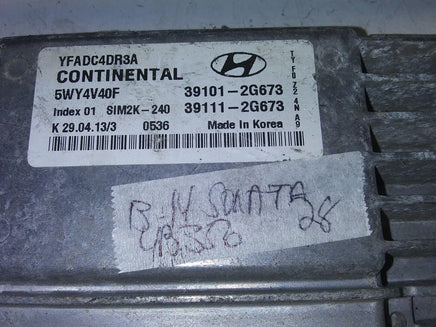 YFADC4DR3A
CONTINENTAL
5WY4V40F 39101-2G673
Index 01 SIM2K-240 39111-2G673
K 29.04.13/3 0536 Made In Korea
13-14 SONATA
28